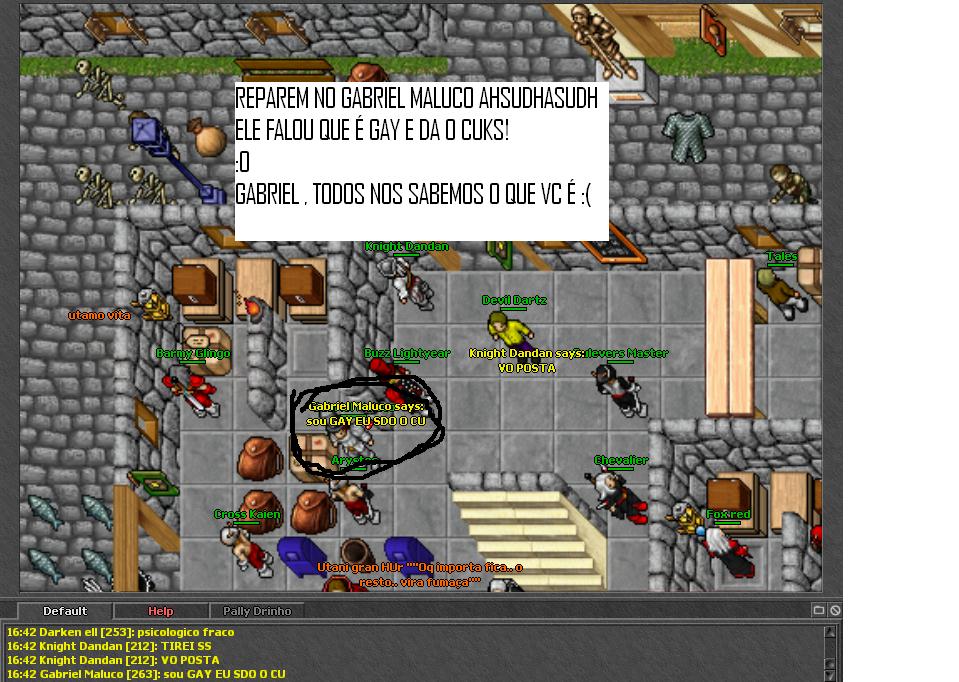 REPAREM NO GABRIEL MALUCO AHSUDHASUDH
ELE FALOU QUE É GAY E DA O CUKS!
:O
GABRIEL , TODOS NOS SABEMOS O QUE VC É :(
Knight Dandan
Tales
Devil Dartz
utamo vita
Barny Glingo
Buzz Lightyear
Knight Dandan says:
VO POSTA
Master
Gabriel Maluco says:
sou GAY EU SDO O CU
Chevalier
Cross Kaien
Fox red
Utani gran HUr ""Oq importa fica.. o
resto.. vira fumaça""
Default
Help
Pally Drinho
16:42 Darken ell [253]: psicologico fraco
16:42 Knight Dandan [212]: TIREI SS
16:42 Knight Dandan [212]: VO POSTA
16:42 Gabriel Maluco [263]: sou GAY EU SDO O CU